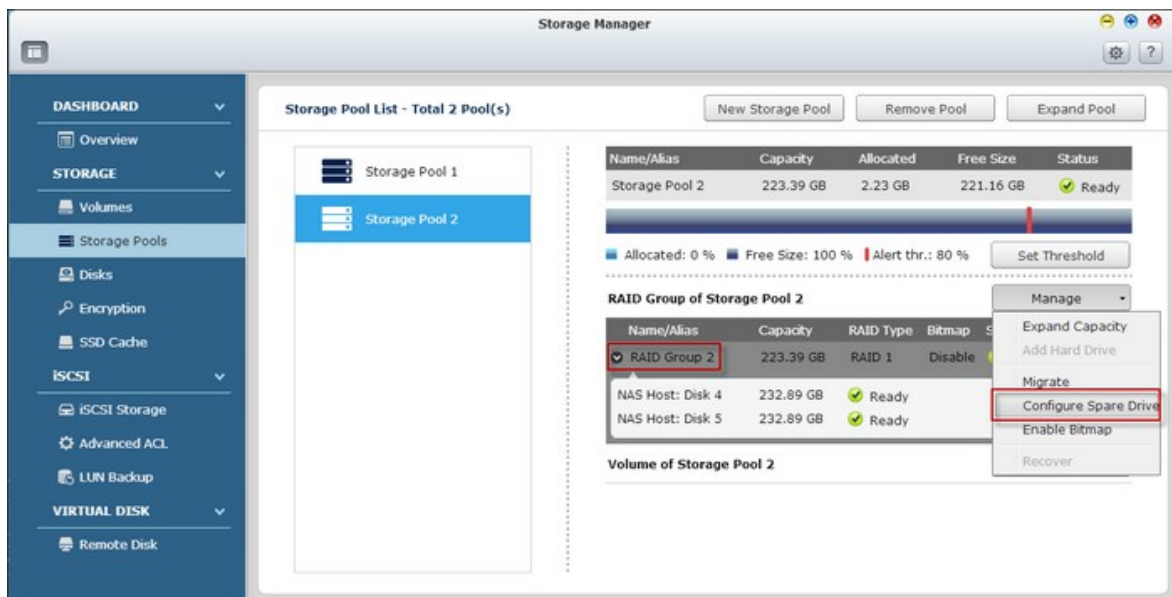 Storage Manager
?
DASHBOARD
Overview
STORAGE
Volumes
Storage Pools
Disks
Encryption
SSD Cache
iSCSI
iSCSI Storage
Advanced ACL
LUN Backup
VIRTUAL DISK
Remote Disk
Storage Pool List - Total 2 Pool(s)
New Storage Pool Remove Pool Expand Pool
Storage Pool 1
Storage Pool 2
Name/Alias Capacity Allocated Free Size Status
Storage Pool 2 223.39 GB 2.23 GB 221.16 GB Ready
Allocated: 0 % Free Size: 100 % Alert thr.: 80 % Set Threshold
RAID Group of Storage Pool 2 Manage
Name/Alias Capacity RAID Type Bitmap S
RAID Group 2 223.39 GB RAID 1 Disable
NAS Host: Disk 4 232.89 GB Ready
NAS Host: Disk 5 232.89 GB Ready
Expand Capacity
Add Hard Drive
Migrate
Configure Spare Drive
Enable Bitmap
Recover
Volume of Storage Pool 2